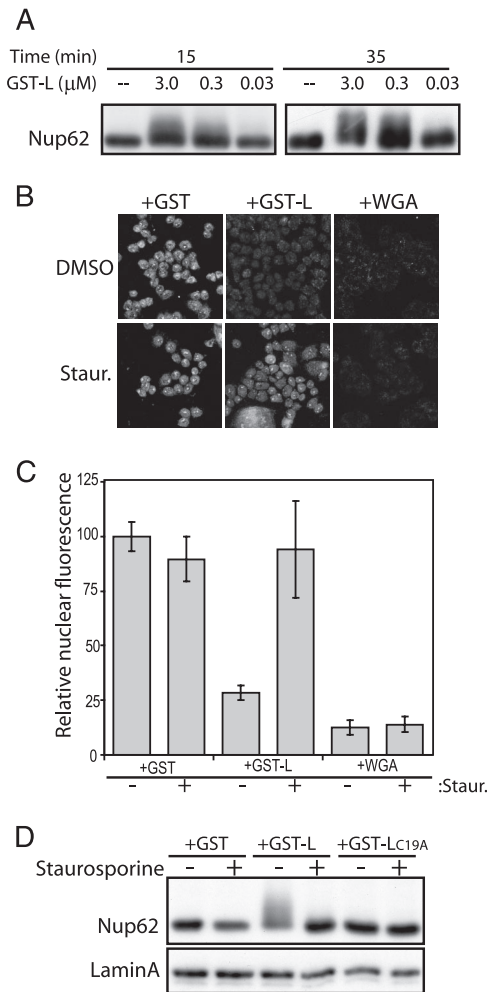 A
Time (min) 15 35
GST-L (μM) -- 3.0 0.3 0.03 -- 3.0 0.3 0.03
Nup62
B
+GST +GST-L +WGA
DMSO
Staur.
C
Relative nuclear fluorescence
125
100
75
50
25
0
+GST +GST-L +WGA
- + - + - + :Staur.
D
+GST +GST-L +GST-LC19A
Staurosporine - + - + - +
Nup62
LaminA